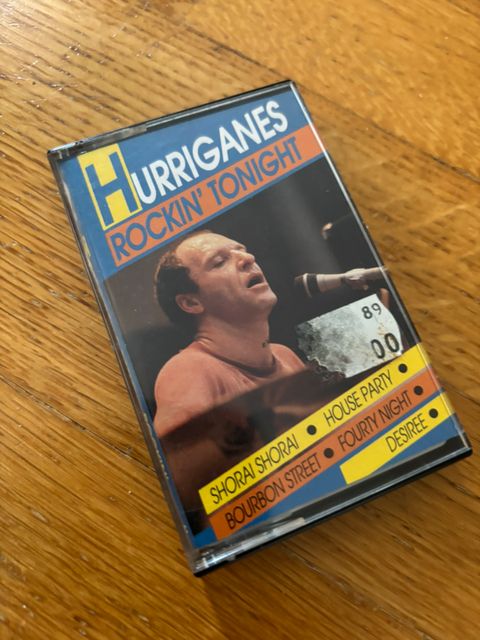 HURRIGANES
ROCKIN' TONIGHT
89
00
SHORAI SHORAI • HOUSE PARTY •
BOURBON STREET • FOURTY NIGHT •
DESIREE •